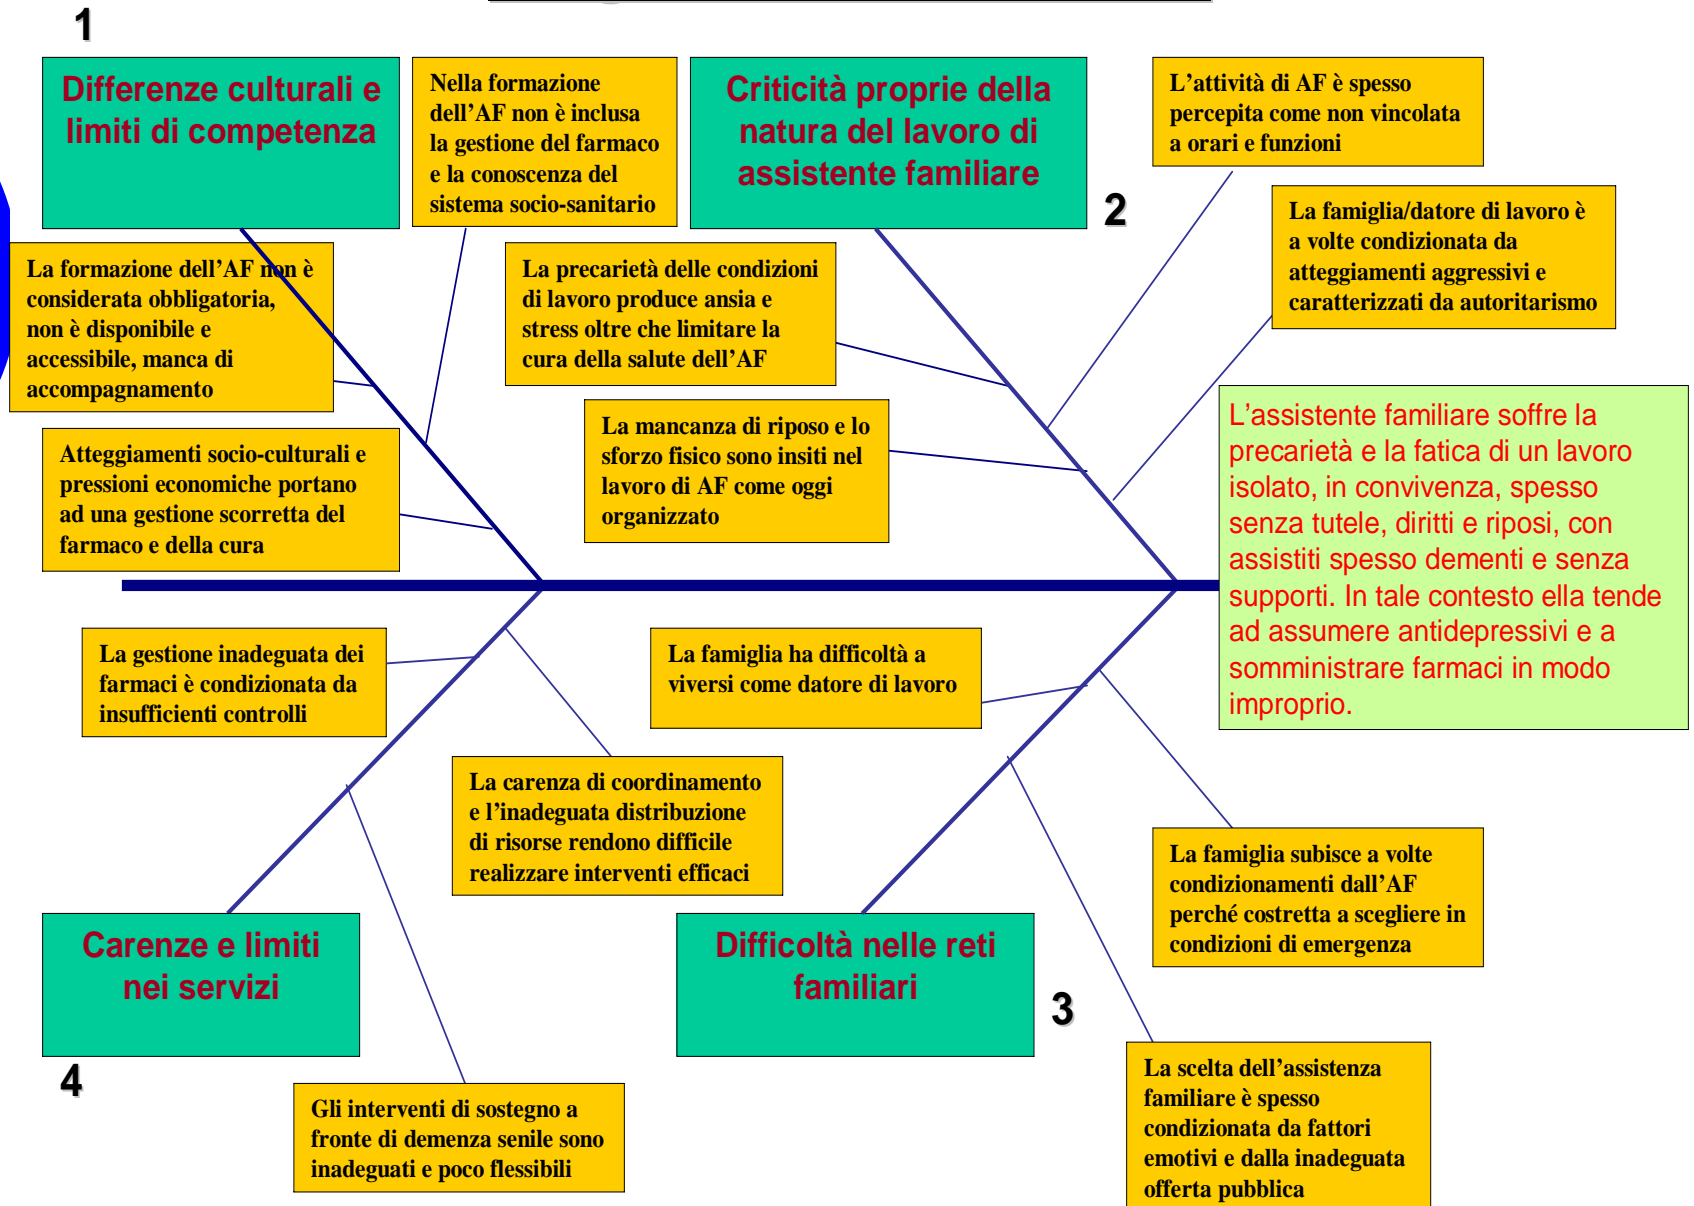 1
Differenze culturali e
limiti di competenza
Nella formazione
dell'AF non è inclusa
la gestione del farmaco
e la conoscenza del
sistema socio-sanitario
Criticità proprie della
natura del lavoro di
assistente familiare
2
L'attività di AF è spesso
percepita come non vincolata
a orari e funzioni
La famiglia/datore di lavoro è
a volte condizionata da
atteggiamenti aggressivi e
caratterizzati da autoritarismo
La formazione dell'AF non è
considerata obbligatoria,
non è disponibile e
accessibile, manca di
accompagnamento
La precarietà delle condizioni
di lavoro produce ansia e
stress oltre che limitare la
cura della salute dell'AF
Atteggiamenti socio-culturali e
pressioni economiche portano
ad una gestione scorretta del
farmaco e della cura
La mancanza di riposo e lo
sforzo fisico sono insiti nel
lavoro di AF come oggi
organizzato
L'assistente familiare soffre la
precarietà e la fatica di un lavoro
isolato, in convivenza, spesso
senza tutele, diritti e riposi, con
assistiti spesso dementi e senza
supporti. In tale contesto ella tende
ad assumere antidepressivi e a
somministrare farmaci in modo
improprio.
La gestione inadeguata dei
farmaci è condizionata da
insufficienti controlli
La famiglia ha difficoltà a
viversi come datore di lavoro
La carenza di coordinamento
e l'inadeguata distribuzione
di risorse rendono difficile
realizzare interventi efficaci
La famiglia subisce a volte
condizionamenti dall'AF
perché costretta a scegliere in
condizioni di emergenza
Carenze e limiti
nei servizi
4
Difficoltà nelle reti
familiari
3
Gli interventi di sostegno a
fronte di demenza senile sono
inadeguati e poco flessibili
La scelta dell'assistenza
familiare è spesso
condizionata da fattori
emotivi e dalla inadeguata
offerta pubblica